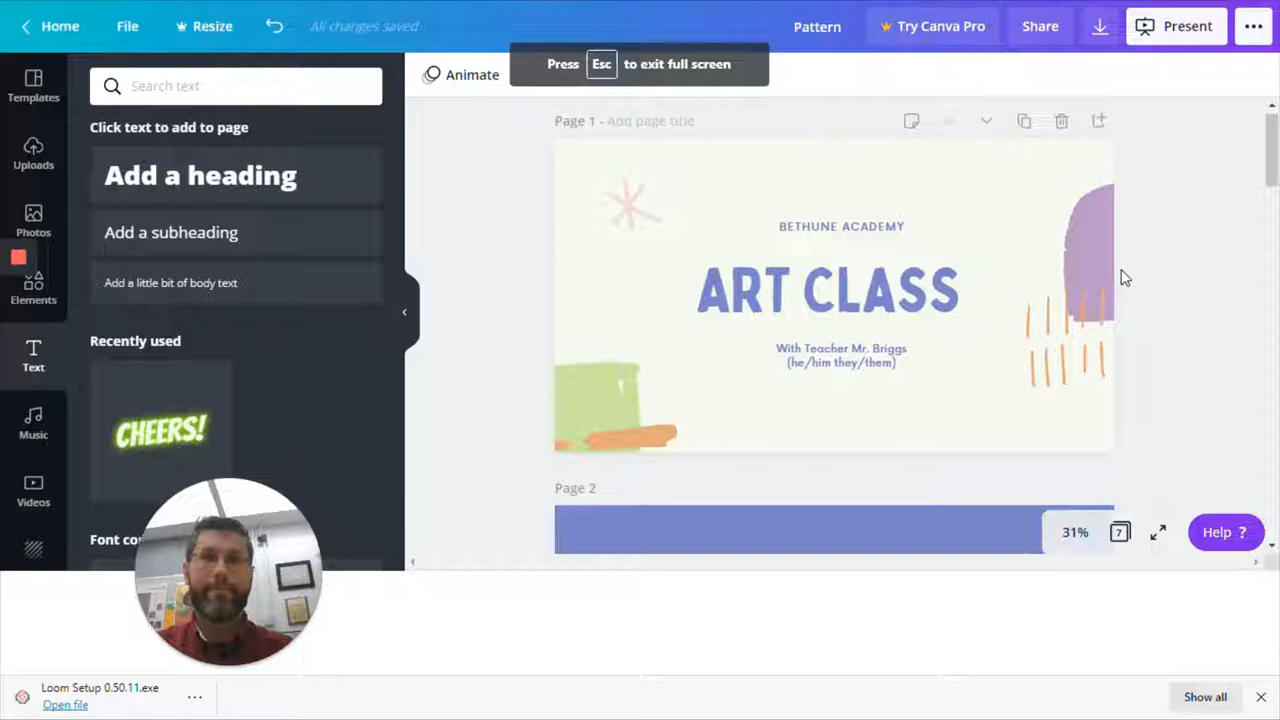 Home File Resize All changes saved Pattern Try Canva Pro Share Present
Press Esc to exit full screen
Templates
Uploads
Photos
Elements
Text
Music
Videos
Search text
Click text to add to page
Add a heading
Add a subheading
Add a little bit of body text
Recently used
CHEERS!
Font co
Animate
Page 1 - Add page title
BETHUNE ACADEMY
ART CLASS
With Teacher Mr. Briggs
(he/him they/them)
Page 2
31% 7 Help ?
Loom Setup 0.50.11.exe
Open file
Show all